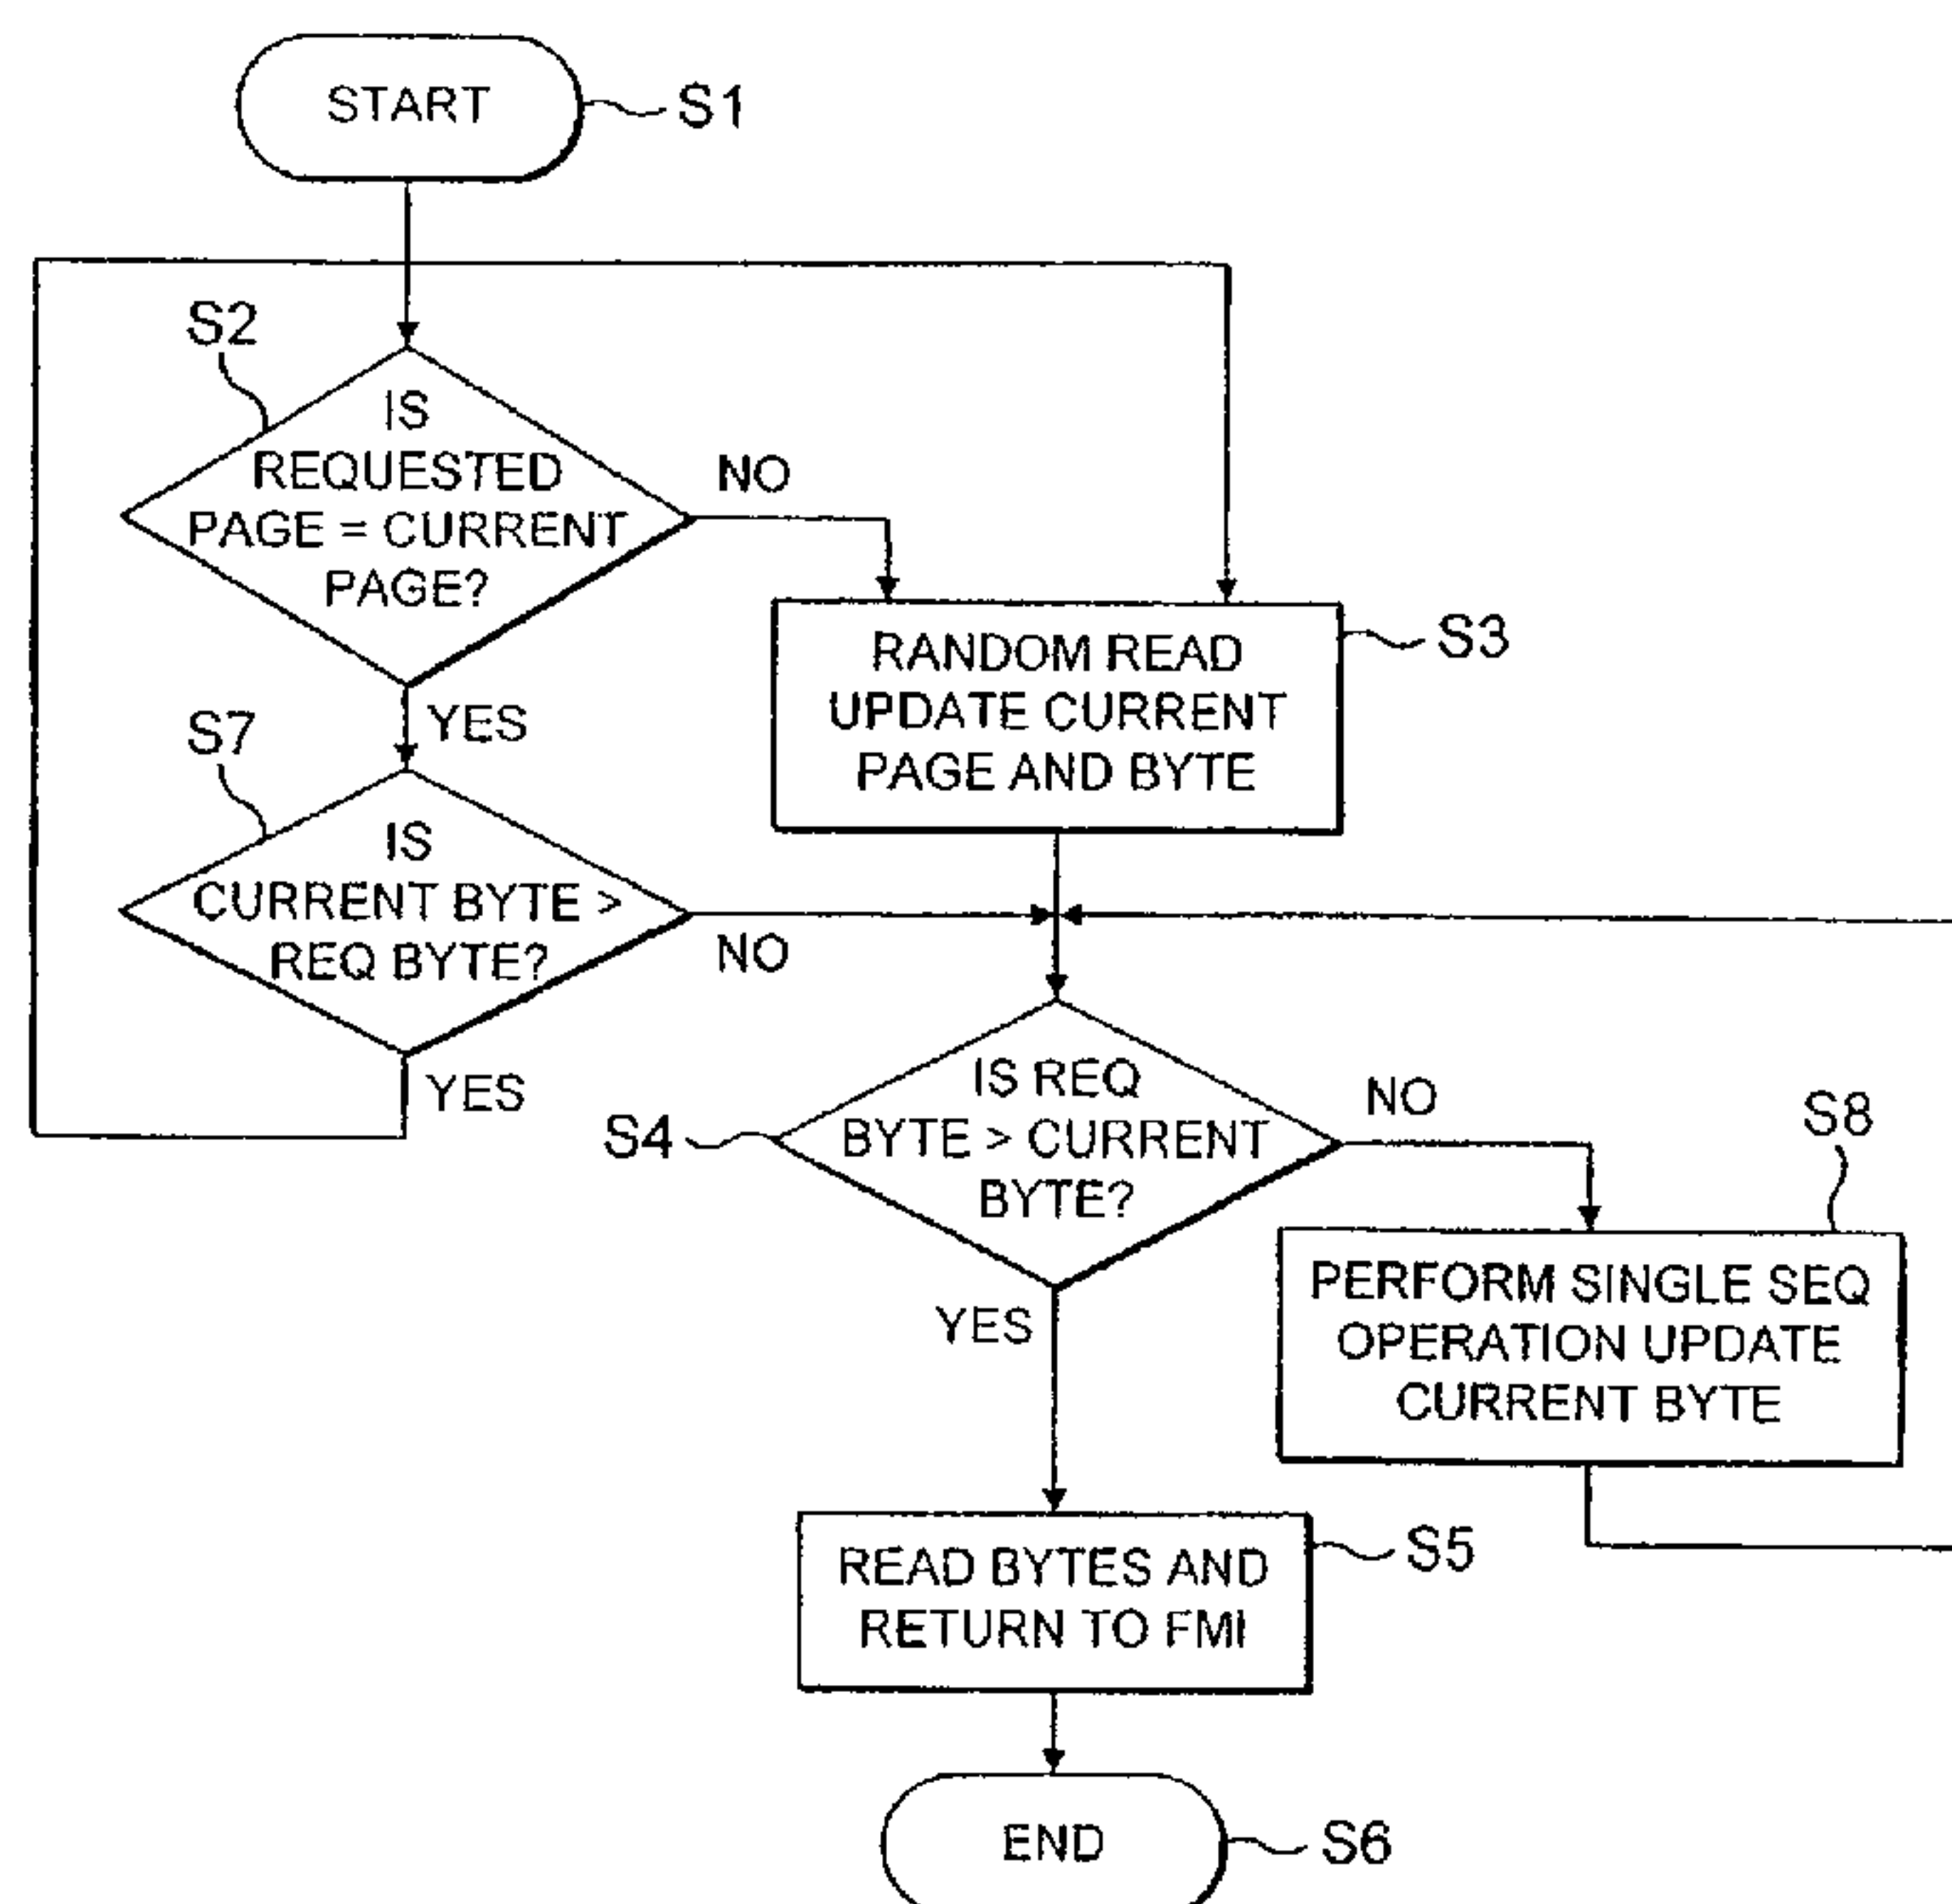 START
S1
S2
IS
REQUESTED
PAGE = CURRENT
PAGE?
NO
YES
RANDOM READ
UPDATE CURRENT
PAGE AND BYTE
S3
S7
IS
CURRENT BYTE >
REQ BYTE?
NO
YES
S4
IS REQ
BYTE > CURRENT
BYTE?
NO
YES
S8
PERFORM SINGLE SEQ
OPERATION UPDATE
CURRENT BYTE
READ BYTES AND
RETURN TO FMI
S5
END
S6